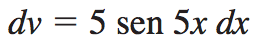 dv = 5 sen 5x dx